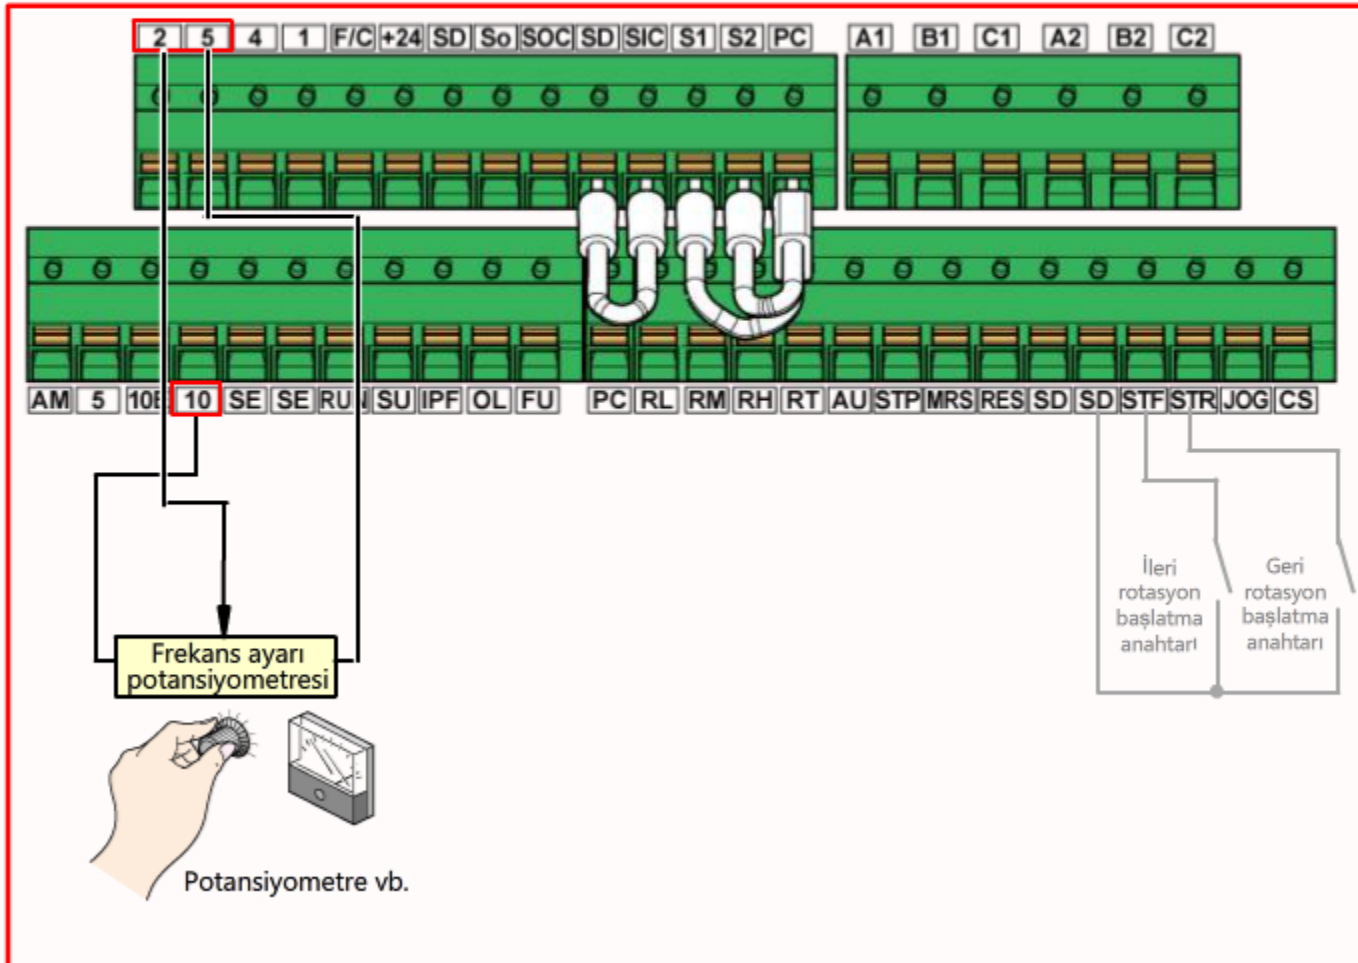 2 5 4 1 F/C +24 SD So SOC SD SIC S1 S2 PC A1 B1 C1 A2 B2 C2
AM 5 10E 10 SE SE RUN SU IPF OL FU PC RL RM RH RT AU STP MRS RES SD SD STF STR JOG CS
İleri
rotasyon
başlatma
anahtarı
Geri
rotasyon
başlatma
anahtarı
Frekans ayarı
potansiyometresi
Potansiyometre vb.